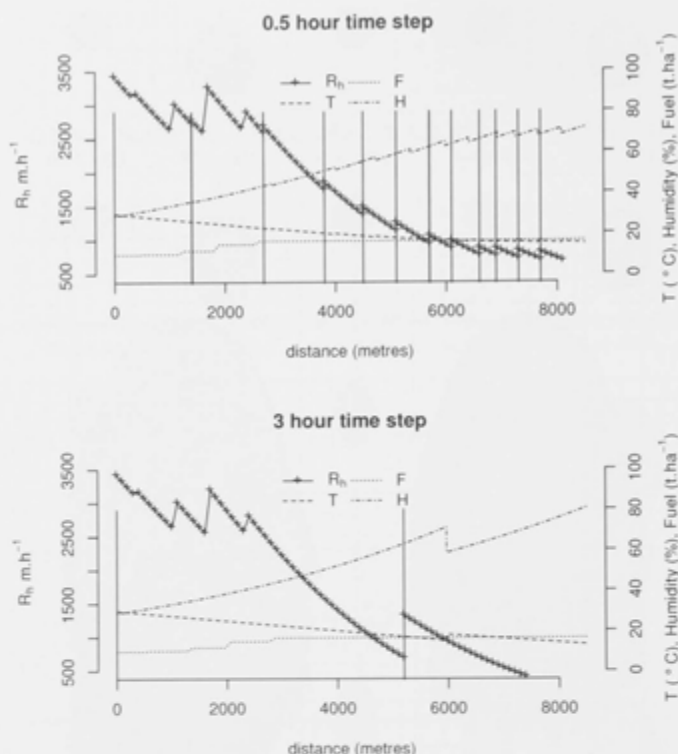 0.5 hour time step
Rₕ F
T H
3500
2500
1500
500
Rₕ m.h⁻¹
100
80
60
40
20
0
T ( ° C), Humidity (%), Fuel (t.ha⁻¹)
0 2000 4000 6000 8000
distance (metres)
3 hour time step
Rₕ F
T H
3500
2500
1500
500
Rₕ m.h⁻¹
100
80
60
40
20
0
T ( ° C), Humidity (%), Fuel (t.ha⁻¹)
0 2000 4000 6000 8000
distance (metres)